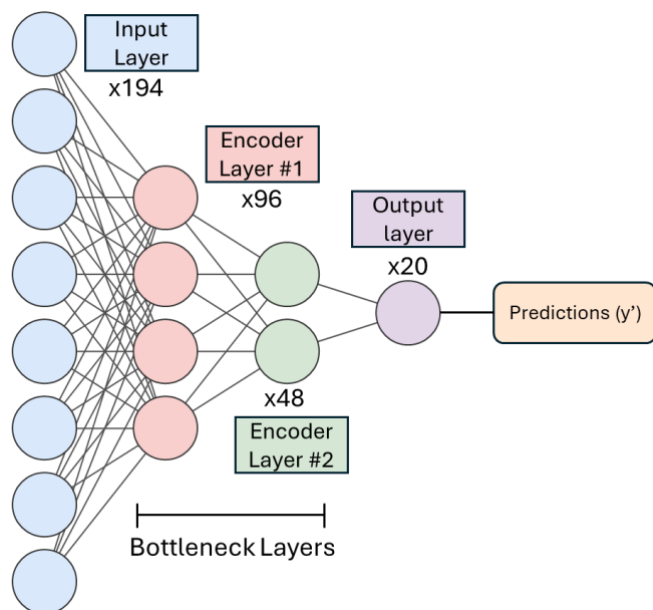 Input
Layer
x194
Encoder
Layer #1
x96
Output
layer
x20
Predictions (y’)
x48
Encoder
Layer #2
Bottleneck Layers